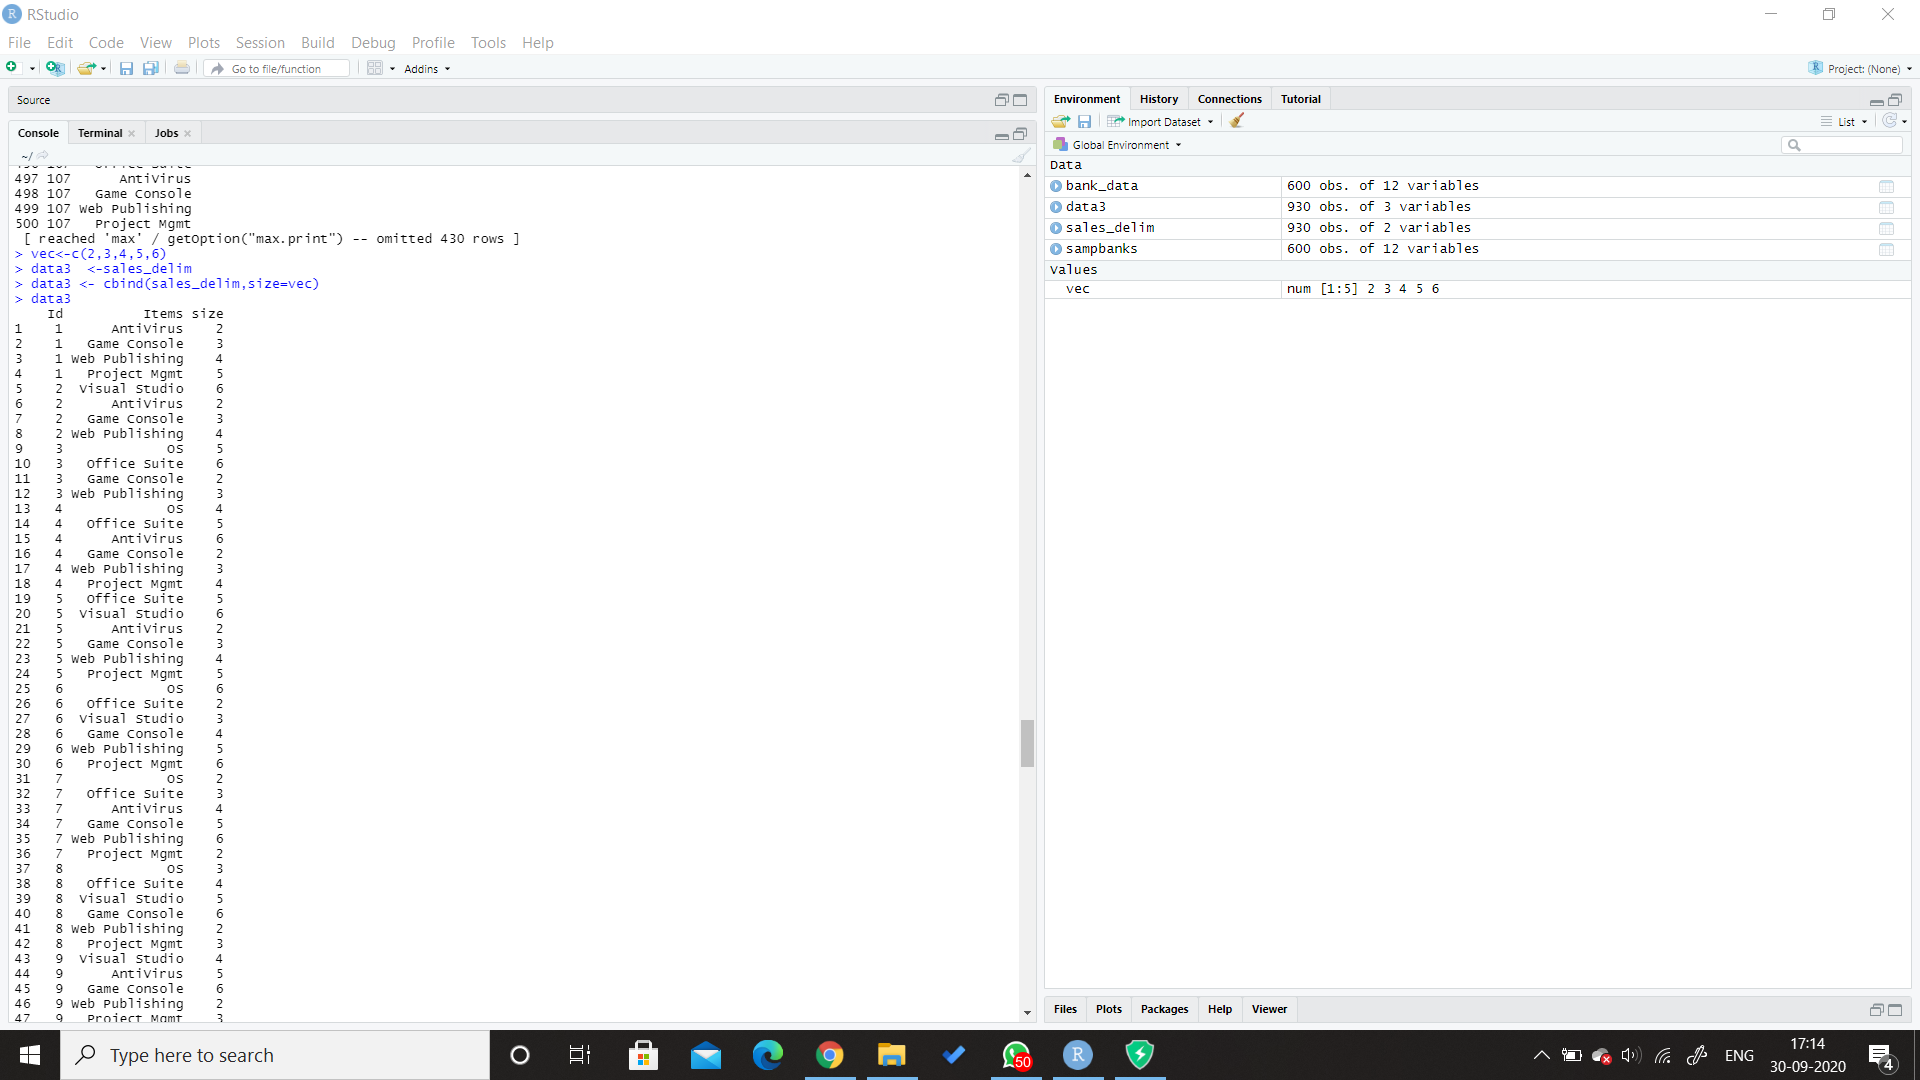 RStudio
File Edit Code View Plots Session Build Debug Profile Tools Help
Go to file/function Addins Project: (None)
Source
Console Terminal Jobs
~/
496 107 Office Suite
497 107 AntiVirus
498 107 Game Console
499 107 Web Publishing
500 107 Project Mgmt
[ reached 'max' / getOption("max.print") -- omitted 430 rows ]
> vec<-c(2,3,4,5,6)
> data3 <-sales_delim
> data3 <- cbind(sales_delim,size=vec)
> data3
Id Items size
1 1 AntiVirus 2
2 1 Game Console 3
3 1 Web Publishing 4
4 1 Project Mgmt 5
5 2 Visual Studio 6
6 2 AntiVirus 2
7 2 Game Console 3
8 2 Web Publishing 4
9 3 OS 5
10 3 Office Suite 6
11 3 Game Console 2
12 3 Web Publishing 3
13 4 OS 4
14 4 Office Suite 5
15 4 AntiVirus 6
16 4 Game Console 2
17 4 Web Publishing 3
18 4 Project Mgmt 4
19 5 Office Suite 5
20 5 Visual Studio 6
21 5 AntiVirus 2
22 5 Game Console 3
23 5 Web Publishing 4
24 5 Project Mgmt 5
25 6 OS 6
26 6 Office Suite 2
27 6 Visual Studio 3
28 6 Game Console 4
29 6 Web Publishing 5
30 6 Project Mgmt 6
31 7 OS 2
32 7 Office Suite 3
33 7 AntiVirus 4
34 7 Game Console 5
35 7 Web Publishing 6
36 7 Project Mgmt 2
37 8 OS 3
38 8 Office Suite 4
39 8 Visual Studio 5
40 8 Game Console 6
41 8 Web Publishing 2
42 8 Project Mgmt 3
43 9 Visual Studio 4
44 9 AntiVirus 5
45 9 Game Console 6
46 9 Web Publishing 2
47 9 Project Mgmt 3
Environment History Connections Tutorial
Import Dataset List
Global Environment
Data
bank_data 600 obs. of 12 variables
data3 930 obs. of 3 variables
sales_delim 930 obs. of 2 variables
sampbanks 600 obs. of 12 variables
Values
vec num [1:5] 2 3 4 5 6
Files Plots Packages Help Viewer
Type here to search
50
R
ENG
17:14
30-09-2020
4